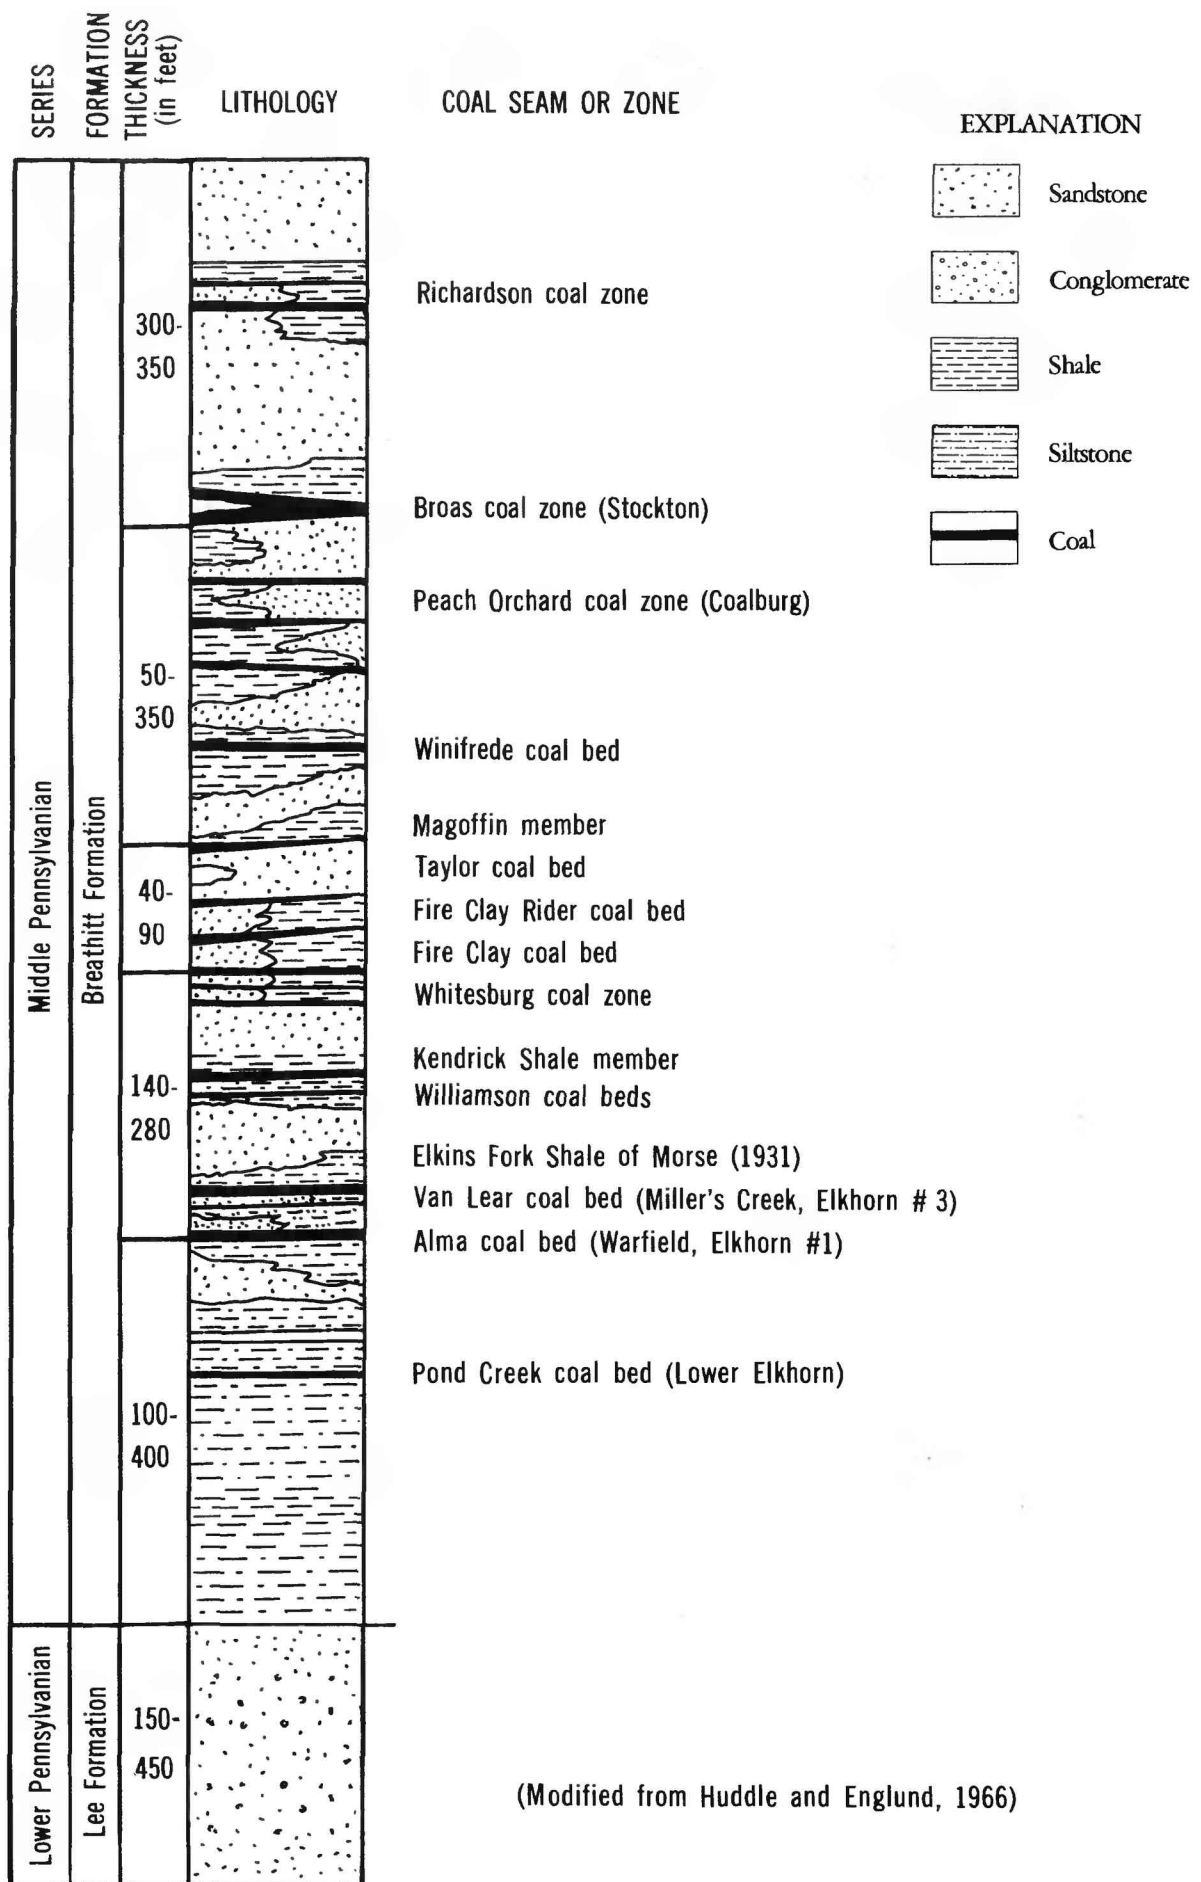 SERIES
FORMATION
THICKNESS
(in feet)
LITHOLOGY
COAL SEAM OR ZONE
EXPLANATION
Sandstone
Conglomerate
Shale
Siltstone
Coal
Middle Pennsylvanian
Breathitt Formation
300-
350
50-
350
40-
90
140-
280
100-
400
Richardson coal zone
Broas coal zone (Stockton)
Peach Orchard coal zone (Coalburg)
Winifrede coal bed
Magoffin member
Taylor coal bed
Fire Clay Rider coal bed
Fire Clay coal bed
Whitesburg coal zone
Kendrick Shale member
Williamson coal beds
Elkins Fork Shale of Morse (1931)
Van Lear coal bed (Miller's Creek, Elkhorn # 3)
Alma coal bed (Warfield, Elkhorn #1)
Pond Creek coal bed (Lower Elkhorn)
Lower Pennsylvanian
Lee Formation
150-
450
(Modified from Huddle and Englund, 1966)